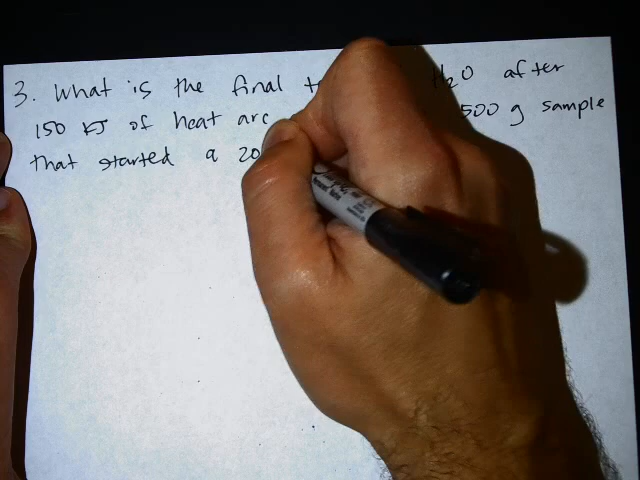 3. What is the final H₂O after
150 kJ of heat are 500 g sample
that started a 20